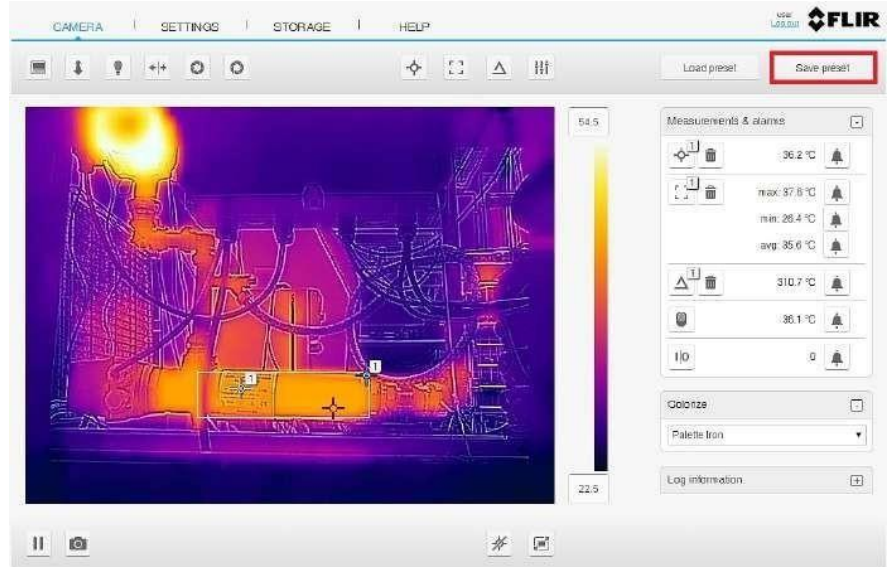 CAMERA
SETTINGS
STORAGE
HELP
user
Log out
FLIR
Load preset
Save preset
54.5
22.5
1
1
Measurements & alarms
1
36.2 °C
1
max: 37.8 °C
min: 26.4 °C
avg: 35.6 °C
1
310.7 °C
36.1 °C
0
Colorize
Palette Iron
Log information